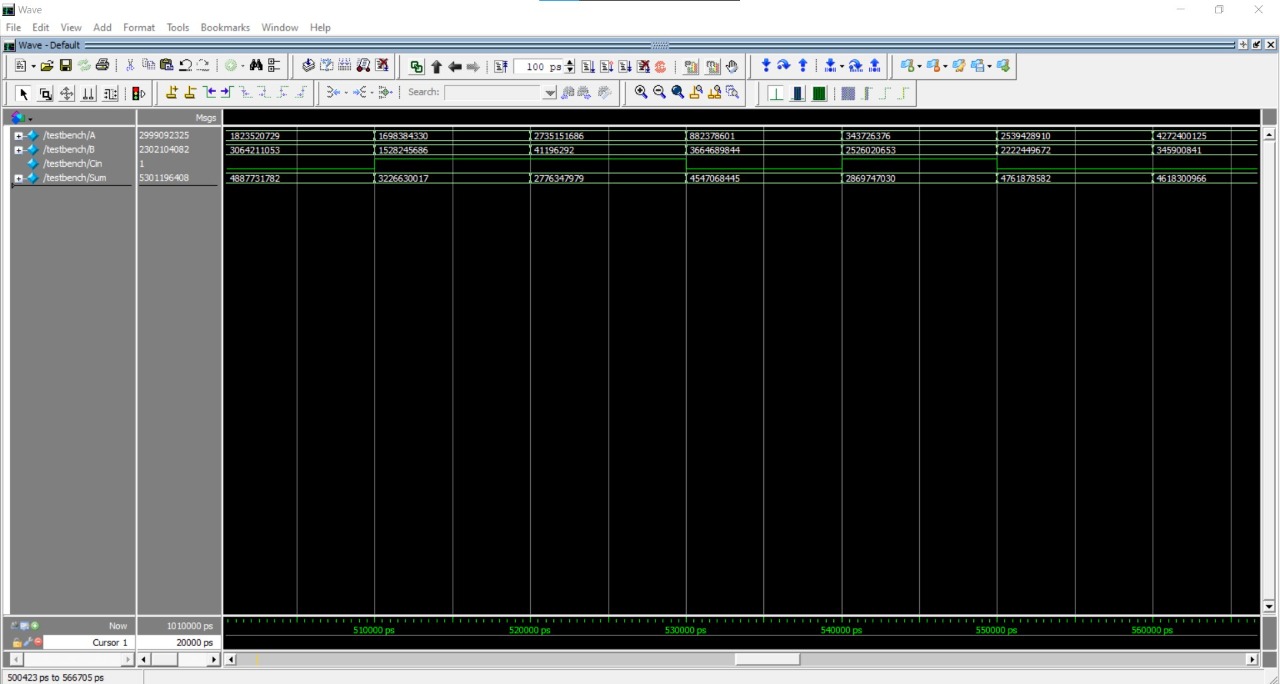 Wave
File Edit View Add Format Tools Bookmarks Window Help
Wave - Default
100 ps
Search:
Msgs
/testbench/A 2999092325 1823520729 1698384330 2735151686 882378601 343726376 2539428910 4272400125
/testbench/B 2302104082 3064211053 1528245686 41196292 3664689844 2526020653 2222449672 345900841
/testbench/Cin 1
/testbench/Sum 5301196408 4887731782 3226630017 2776347979 4547068445 2869747030 4761878582 4618300966
Now 1010000 ps 510000 ps 520000 ps 530000 ps 540000 ps 550000 ps 560000 ps
Cursor 1 20000 ps
500423 ps to 566705 ps